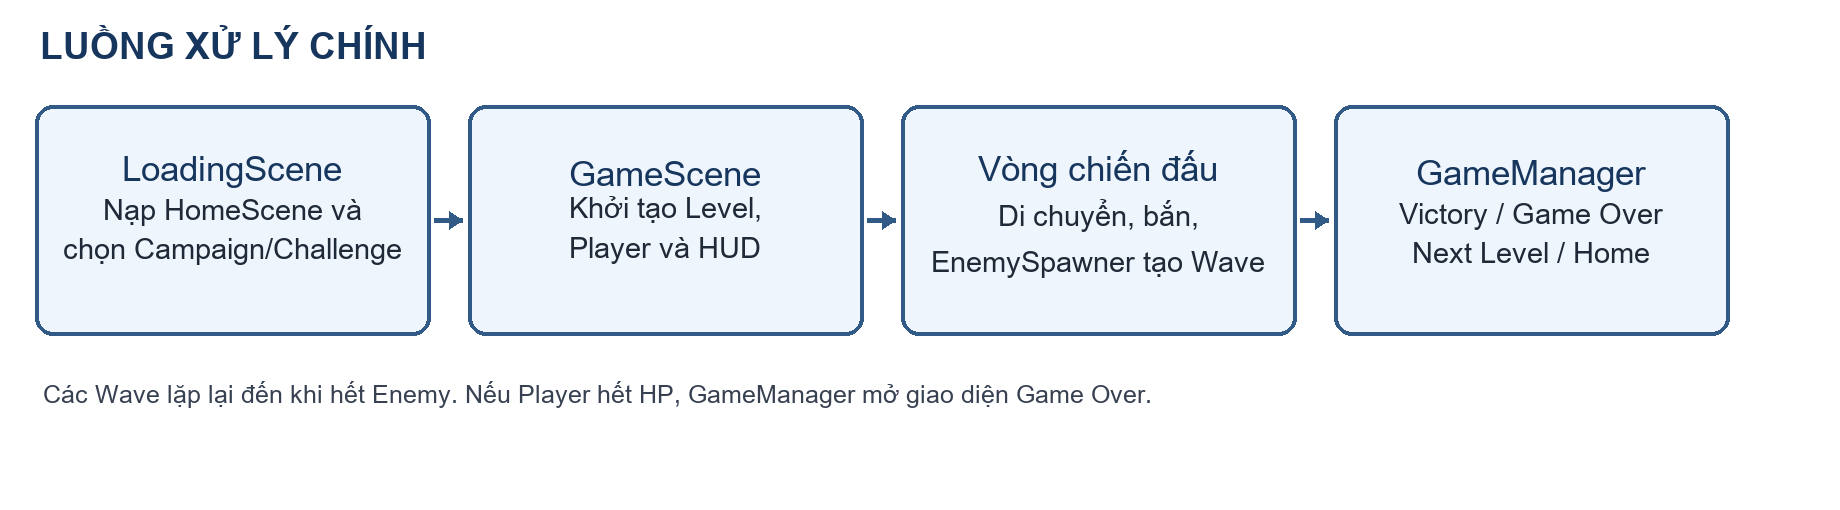 LUỒNG XỬ LÝ CHÍNH
LoadingScene
Nạp HomeScene và
chọn Campaign/Challenge
GameScene
Khởi tạo Level,
Player và HUD
Vòng chiến đấu
Di chuyển, bắn,
EnemySpawner tạo Wave
GameManager
Victory / Game Over
Next Level / Home
Các Wave lặp lại đến khi hết Enemy. Nếu Player hết HP, GameManager mở giao diện Game Over.